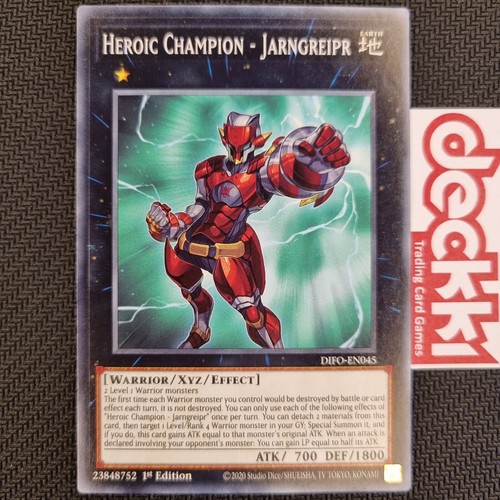 HEROIC CHAMPION - JARNGREIPR
EARTH
地
DIFO-EN045
[WARRIOR/XYZ/EFFECT]
2 Level 1 Warrior monsters
The first time each Warrior monster you control would be destroyed by battle or card
effect each turn, it is not destroyed. You can only use each of the following effects of
"Heroic Champion - Jarngreipr" once per turn. You can detach 2 materials from this
card, then target 1 Level/Rank 4 Warrior monster in your GY; Special Summon it, and
if you do, this card gains ATK equal to that monster's original ATK. When an attack is
declared involving your opponent's monster: You can gain LP equal to half its ATK.
ATK/ 700 DEF/1800
23848752 1st Edition
©2020 Studio Dice/SHUEISHA, TV TOKYO, KONAMI
deckki
Trading Card Games